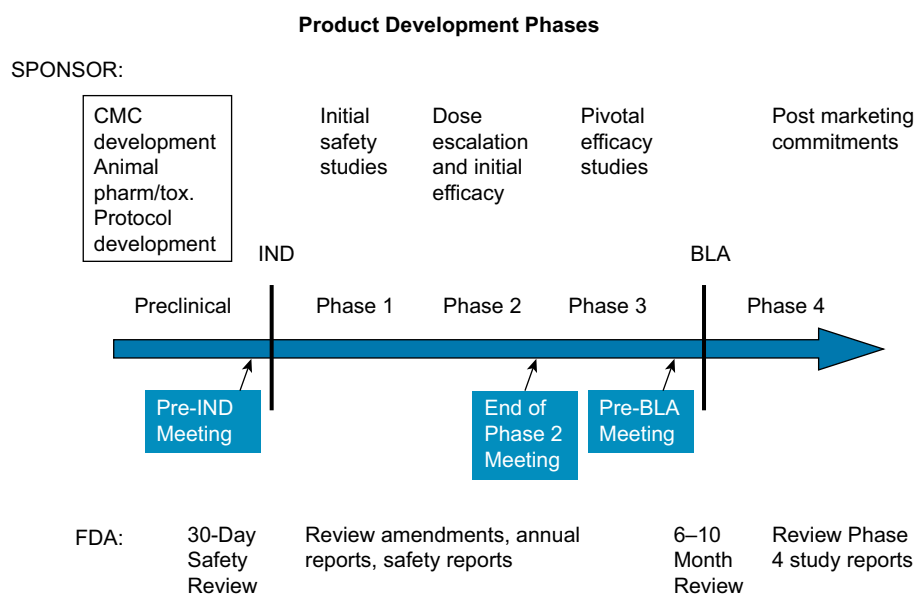 Product Development Phases
SPONSOR:
CMC
development
Animal
pharm/tox.
Protocol
development
Initial
safety
studies
Dose
escalation
and initial
efficacy
Pivotal
efficacy
studies
Post marketing
commitments
IND
BLA
Preclinical
Phase 1
Phase 2
Phase 3
Phase 4
Pre-IND
Meeting
End of
Phase 2
Meeting
Pre-BLA
Meeting
FDA:
30-Day
Safety
Review
Review amendments, annual
reports, safety reports
6–10
Month
Review
Review Phase
4 study reports